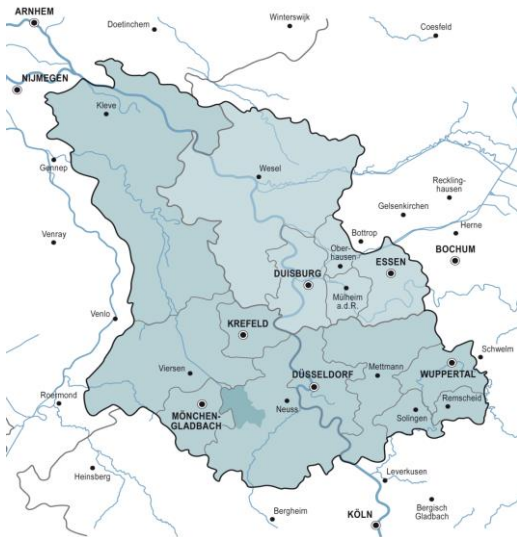 ARNHEM
Doetinchem
Winterswijk
Coesfeld
NIJMEGEN
Kleve
Gennep
Wesel
Reckling-
hausen
Gelsenkirchen
Herne
Venray
Bottrop
Ober-
hausen
BOCHUM
ESSEN
DUISBURG
Mülheim
a.d.R.
Venlo
KREFELD
Schwelm
Viersen
Mettmann
WUPPERTAL
DÜSSELDORF
Roermond
MÖNCHEN-
GLADBACH
Neuss
Remscheid
Solingen
Heinsberg
Leverkusen
Bergisch
Gladbach
Bergheim
KÖLN